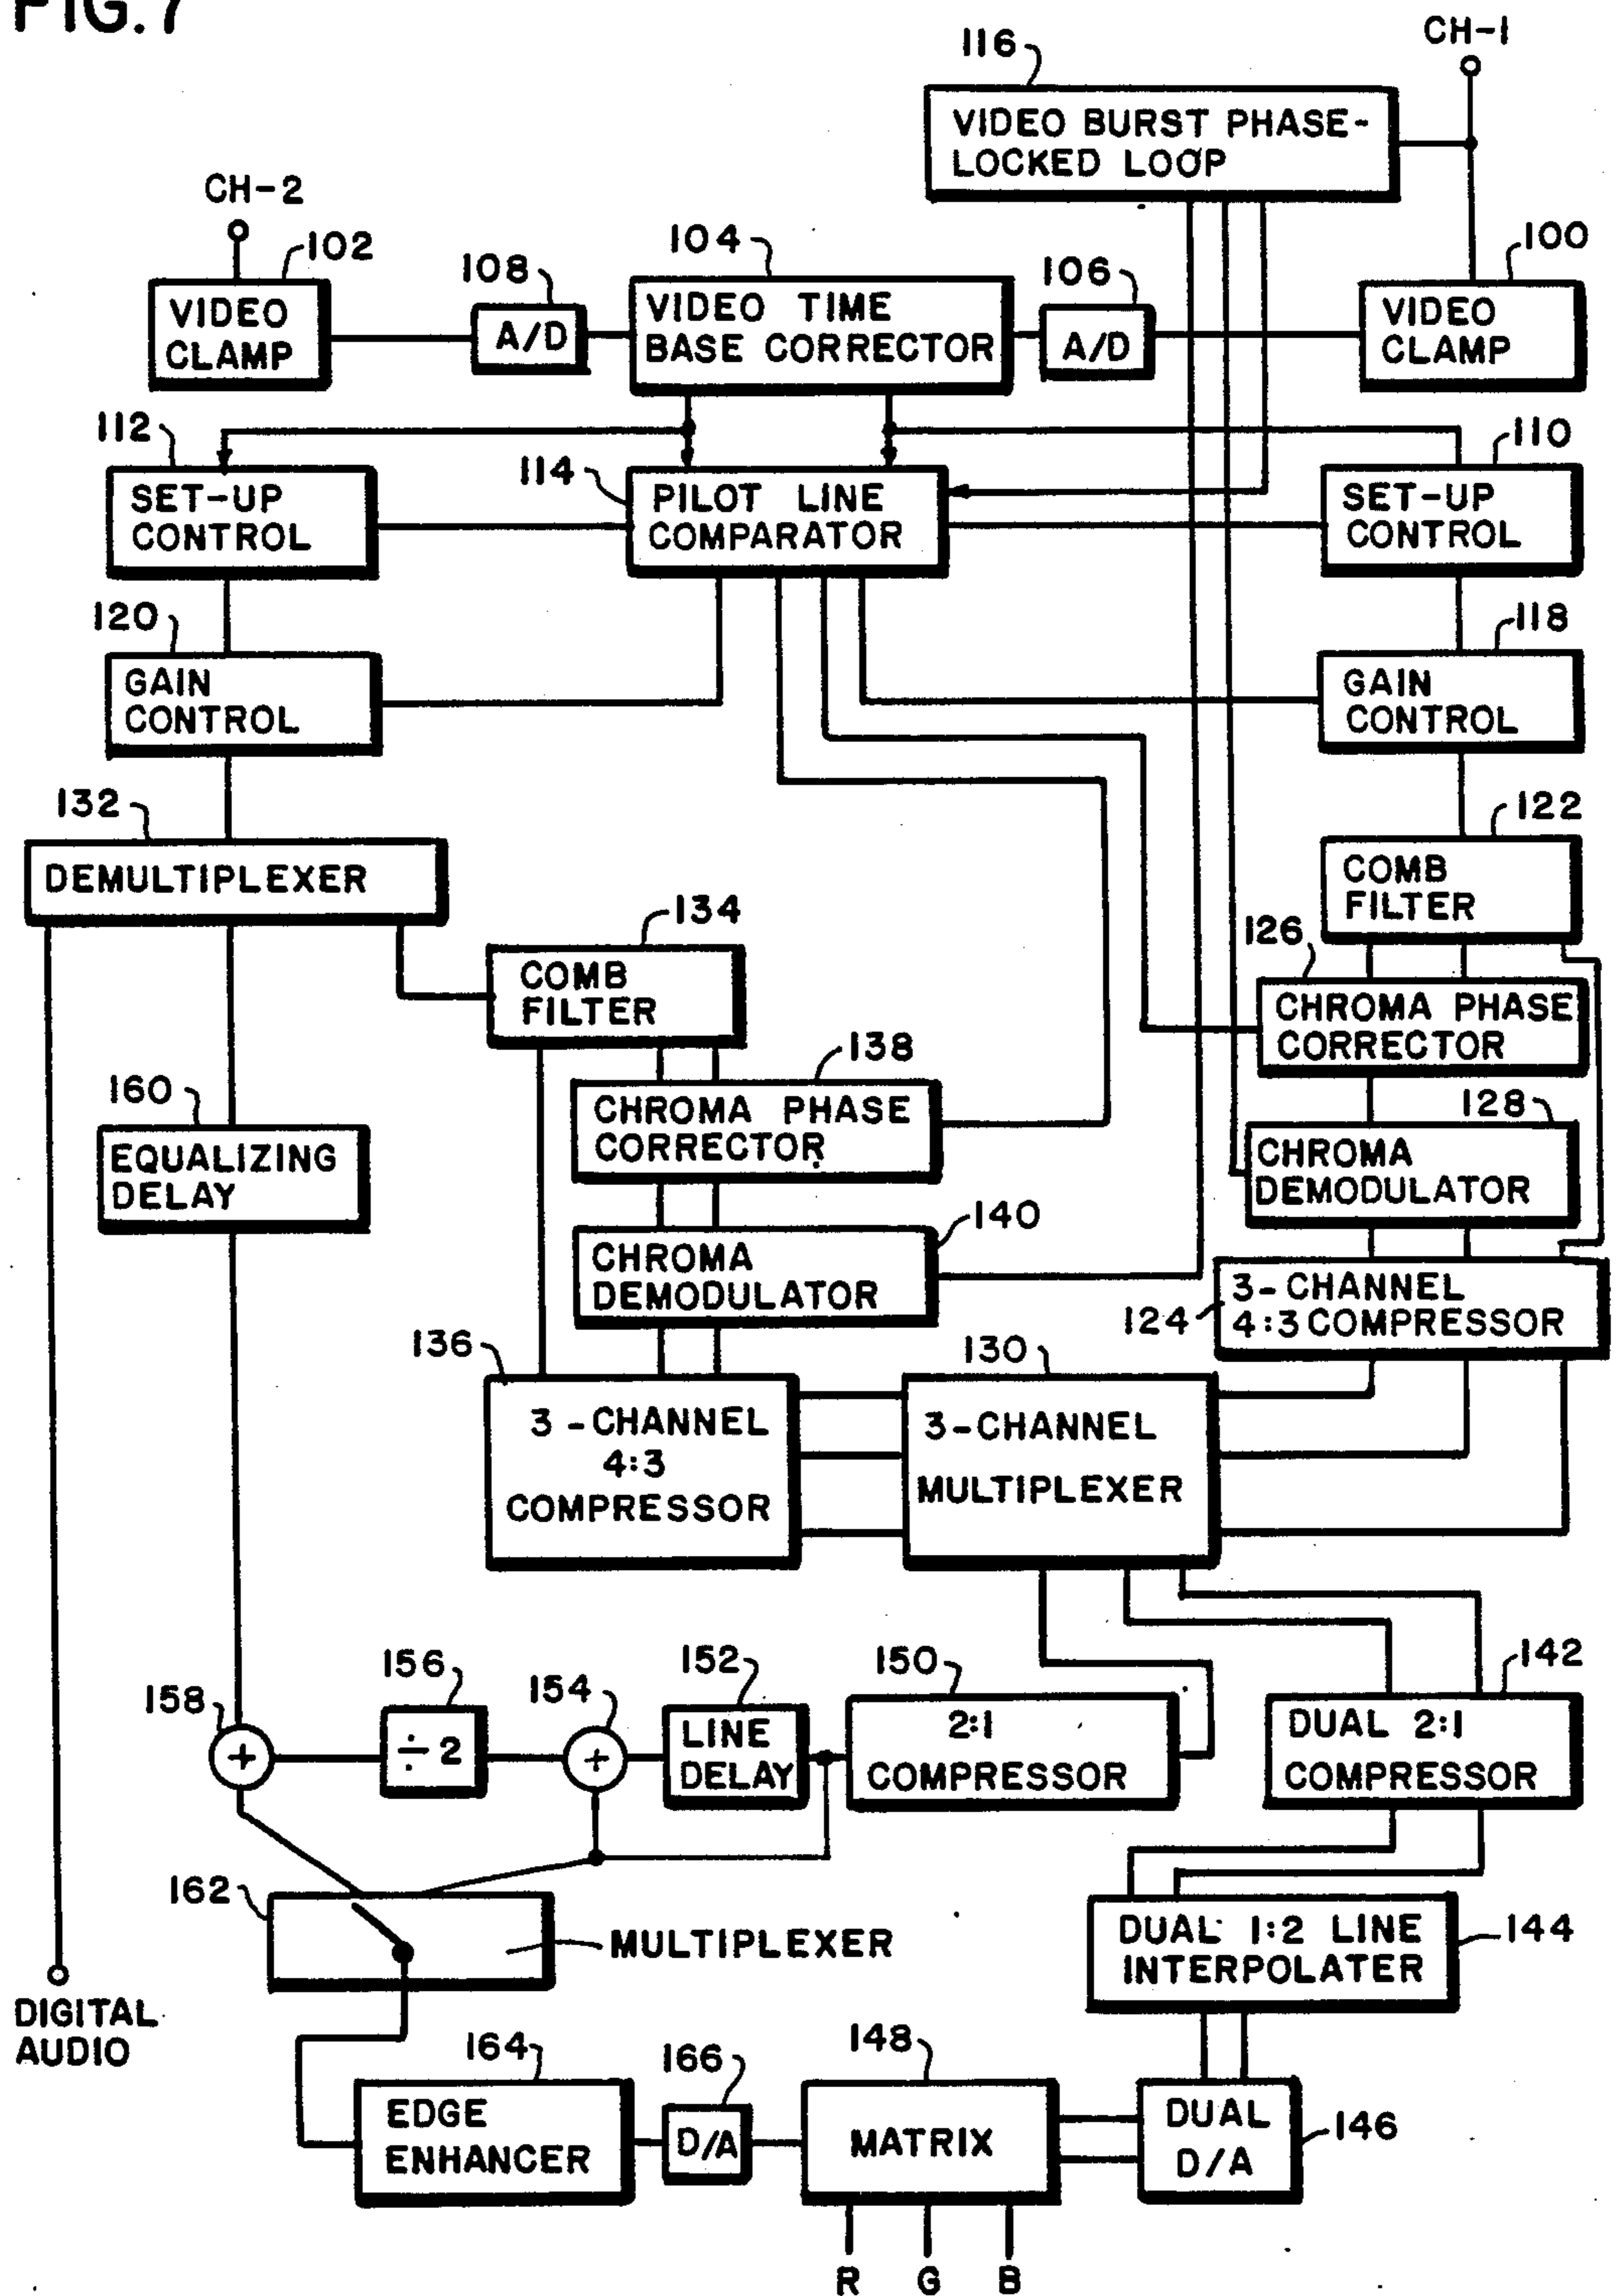 FIG. 7
CH-1
116
VIDEO BURST PHASE-
LOCKED LOOP
CH-2
102
108
104
106
100
VIDEO
CLAMP
A/D
VIDEO TIME
BASE CORRECTOR
A/D
VIDEO
CLAMP
112
114
110
SET-UP
CONTROL
PILOT LINE
COMPARATOR
SET-UP
CONTROL
120
118
GAIN
CONTROL
GAIN
CONTROL
132
122
DEMULTIPLEXER
COMB
FILTER
134
126
COMB
FILTER
CHROMA PHASE
CORRECTOR
138
160
CHROMA PHASE
CORRECTOR
128
EQUALIZING
DELAY
CHROMA
DEMODULATOR
140
CHROMA
DEMODULATOR
124
3-CHANNEL
4:3 COMPRESSOR
136
130
3-CHANNEL
4:3
COMPRESSOR
3-CHANNEL
MULTIPLEXER
158
156
154
152
150
142
+
÷2
+
LINE
DELAY
2:1
COMPRESSOR
DUAL 2:1
COMPRESSOR
162
MULTIPLEXER
DUAL 1:2 LINE
INTERPOLATER
144
DIGITAL
AUDIO
164
166
148
EDGE
ENHANCER
D/A
MATRIX
DUAL
D/A
146
R G B